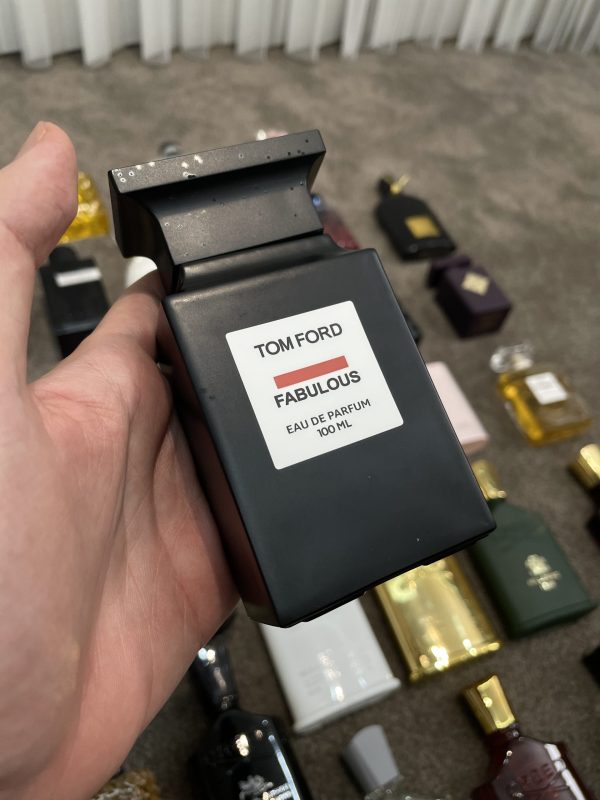 TOM FORD
FABULOUS
EAU DE PARFUM
100 ML